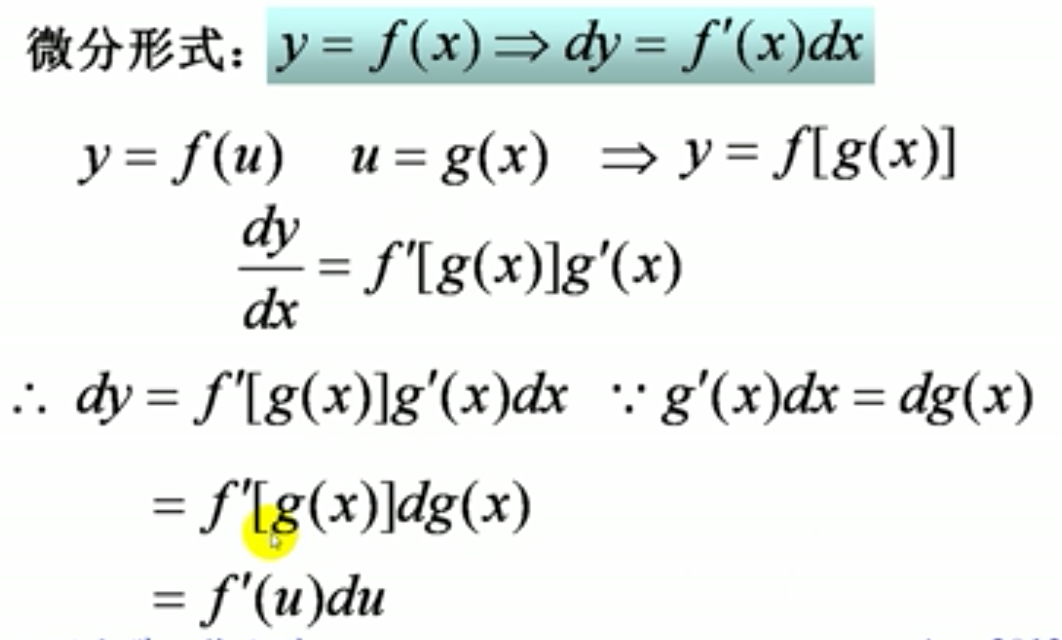 微分形式： y = f(x) ⇒ dy = f′(x)dx
y = f(u) u = g(x) ⇒ y = f[g(x)]
dy/dx = f′[g(x)]g′(x)
∴ dy = f′[g(x)]g′(x)dx ∵ g′(x)dx = dg(x)
= f′[g(x)]dg(x)
= f′(u)du